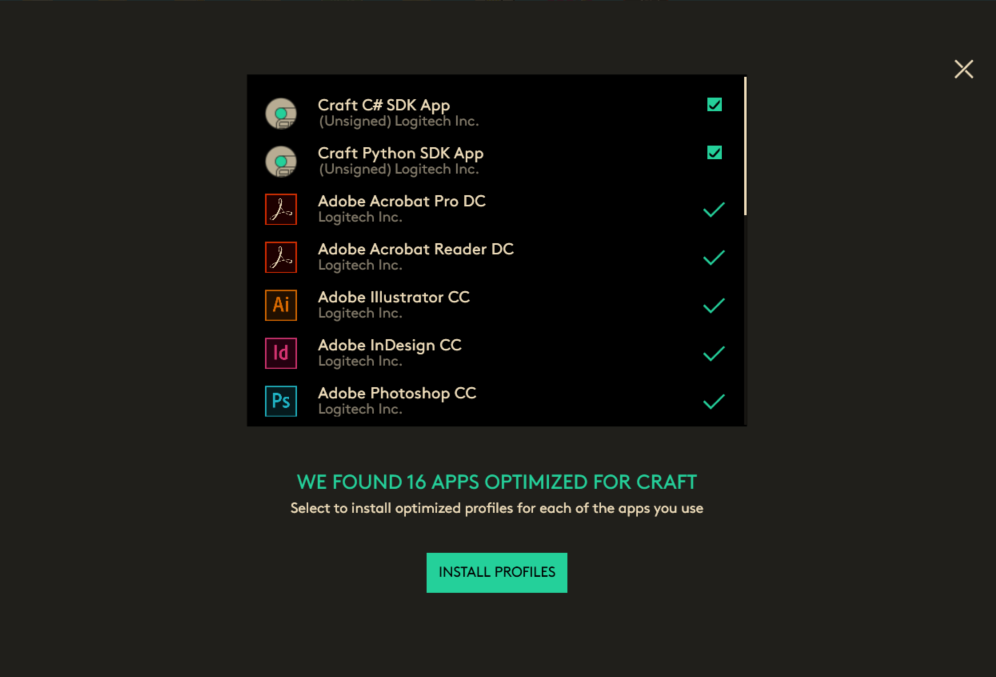 Craft C# SDK App
(Unsigned) Logitech Inc.
Craft Python SDK App
(Unsigned) Logitech Inc.
Adobe Acrobat Pro DC
Logitech Inc.
Adobe Acrobat Reader DC
Logitech Inc.
Ai
Adobe Illustrator CC
Logitech Inc.
Id
Adobe InDesign CC
Logitech Inc.
Ps
Adobe Photoshop CC
Logitech Inc.
WE FOUND 16 APPS OPTIMIZED FOR CRAFT
Select to install optimized profiles for each of the apps you use
INSTALL PROFILES